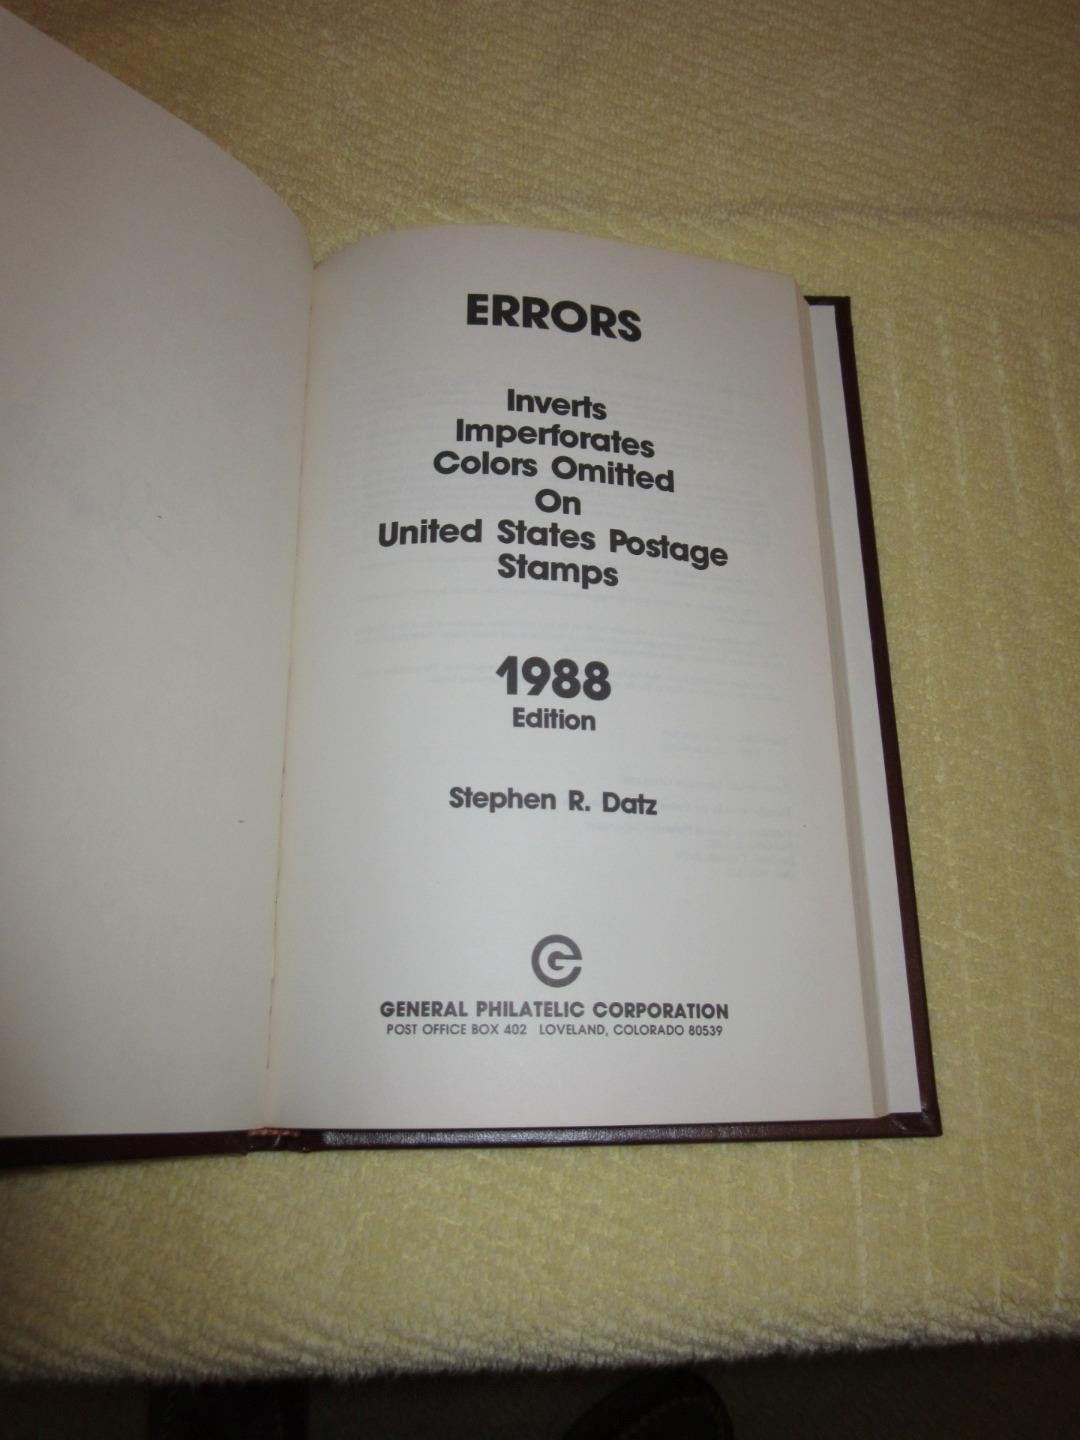 ERRORS
Inverts
Imperforates
Colors Omitted
On
United States Postage
Stamps
1988
Edition
Stephen R. Datz
GENERAL PHILATELIC CORPORATION
POST OFFICE BOX 402 LOVELAND, COLORADO 80539